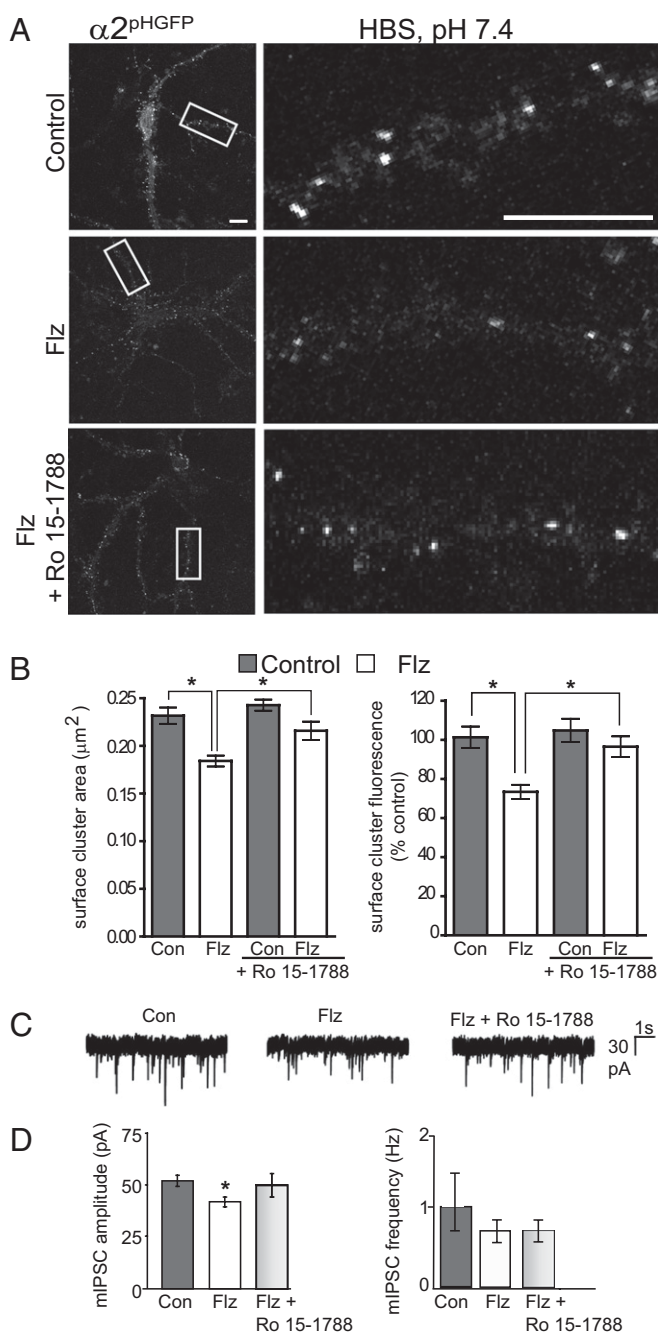 A
α2pHGFP
HBS, pH 7.4
Control
Flz
Flz
+ Ro 15-1788
B
Control
Flz
surface cluster area (μm2)
0.25
0.20
0.15
0.10
0.05
0.00
*
*
Con
Flz
Con
Flz
+ Ro 15-1788
surface cluster fluorescence
(% control)
120
100
80
60
40
20
0
*
*
Con
Flz
Con
Flz
+ Ro 15-1788
C
Con
Flz
Flz + Ro 15-1788
1s
30
pA
D
mIPSC amplitude (pA)
75
50
25
0
*
Con
Flz
Flz +
Ro 15-1788
mIPSC frequency (Hz)
2
1
0
Con
Flz
Flz +
Ro 15-1788